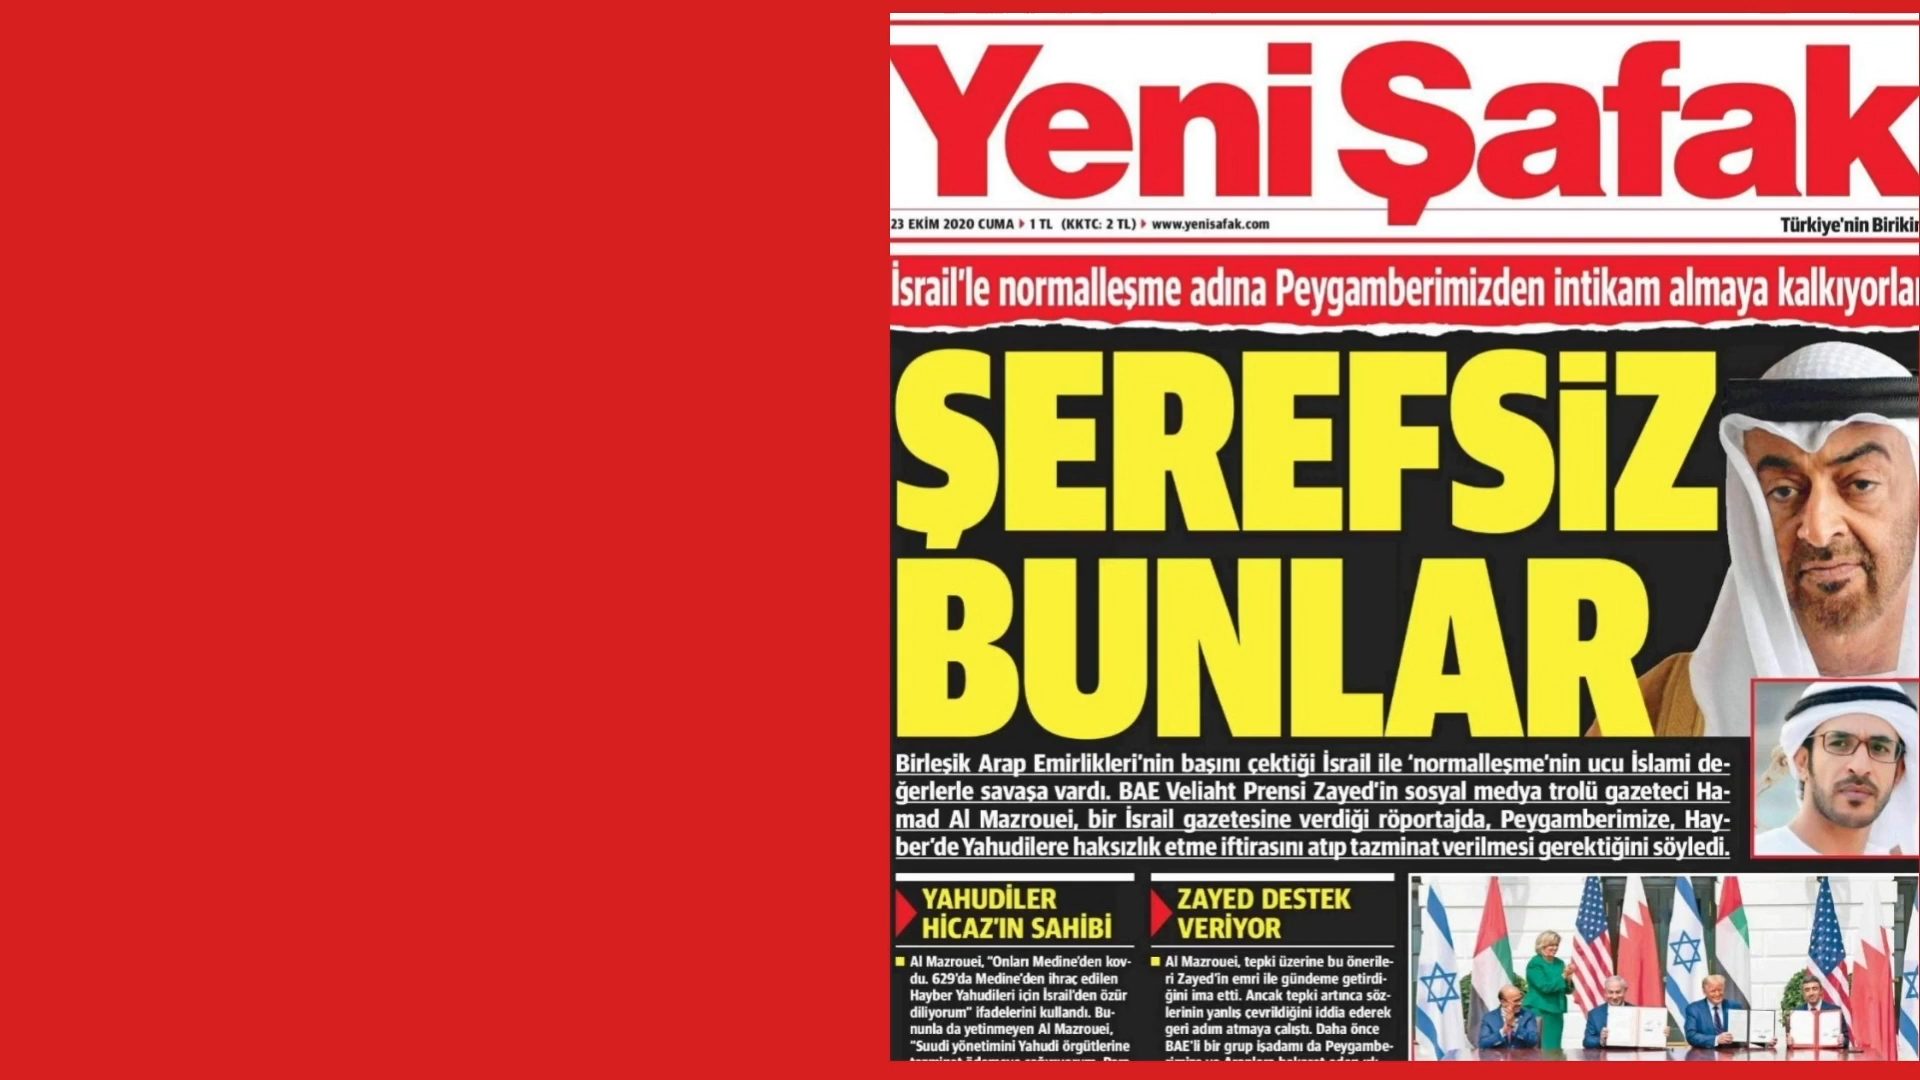 Yeni Şafak
23 EKİM 2020 CUMA 1 TL (KKTC: 2 TL) www.yenisafak.com
Türkiye'nin
İsrail'le normalleşme adına Peygamberimizden intikam almaya
ŞEREFSİZ
BUNLAR
Birleşik Arap Emirlikleri'nin başını çektiği İsrail ile 'normalleşme'nin ucu İslami de-
ğerlerle savaşa vardı. BAE Veliaht Prensi Zayed'in sosyal medya trolü gazeteci Ha-
mad Al Mazrouei, bir İsrail gazetesine verdiği röportajda, Peygamberimize, Hay-
ber'de Yahudilere haksızlık etme iftirasını atıp tazminat verilmesi gerektiğini söyledi.
YAHUDİLER
HİCAZ'IN SAHİBİ
Al Mazrouei, "Onları Medine'den kov-
du. 629'da Medine'den ihraç edilen
Hayber Yahudileri için İsrail'den özür
diliyorum" ifadelerini kullandı. Bu-
nunla da yetinmeyen Al Mazrouei,
"Suudi yönetimini Yahudi örgütlerine
ZAYED DESTEK
VERİYOR
Al Mazrouei, tepki üzerine bu önerile-
ri Zayed'in emri ile gündeme getirdi-
ğini ima etti. Ancak tepki artınca söz-
lerinin yanlış çevrildiğini iddia ederek
geri adım atmaya çalıştı. Daha önce
BAE'li bir grup işadamı da Peygambe-